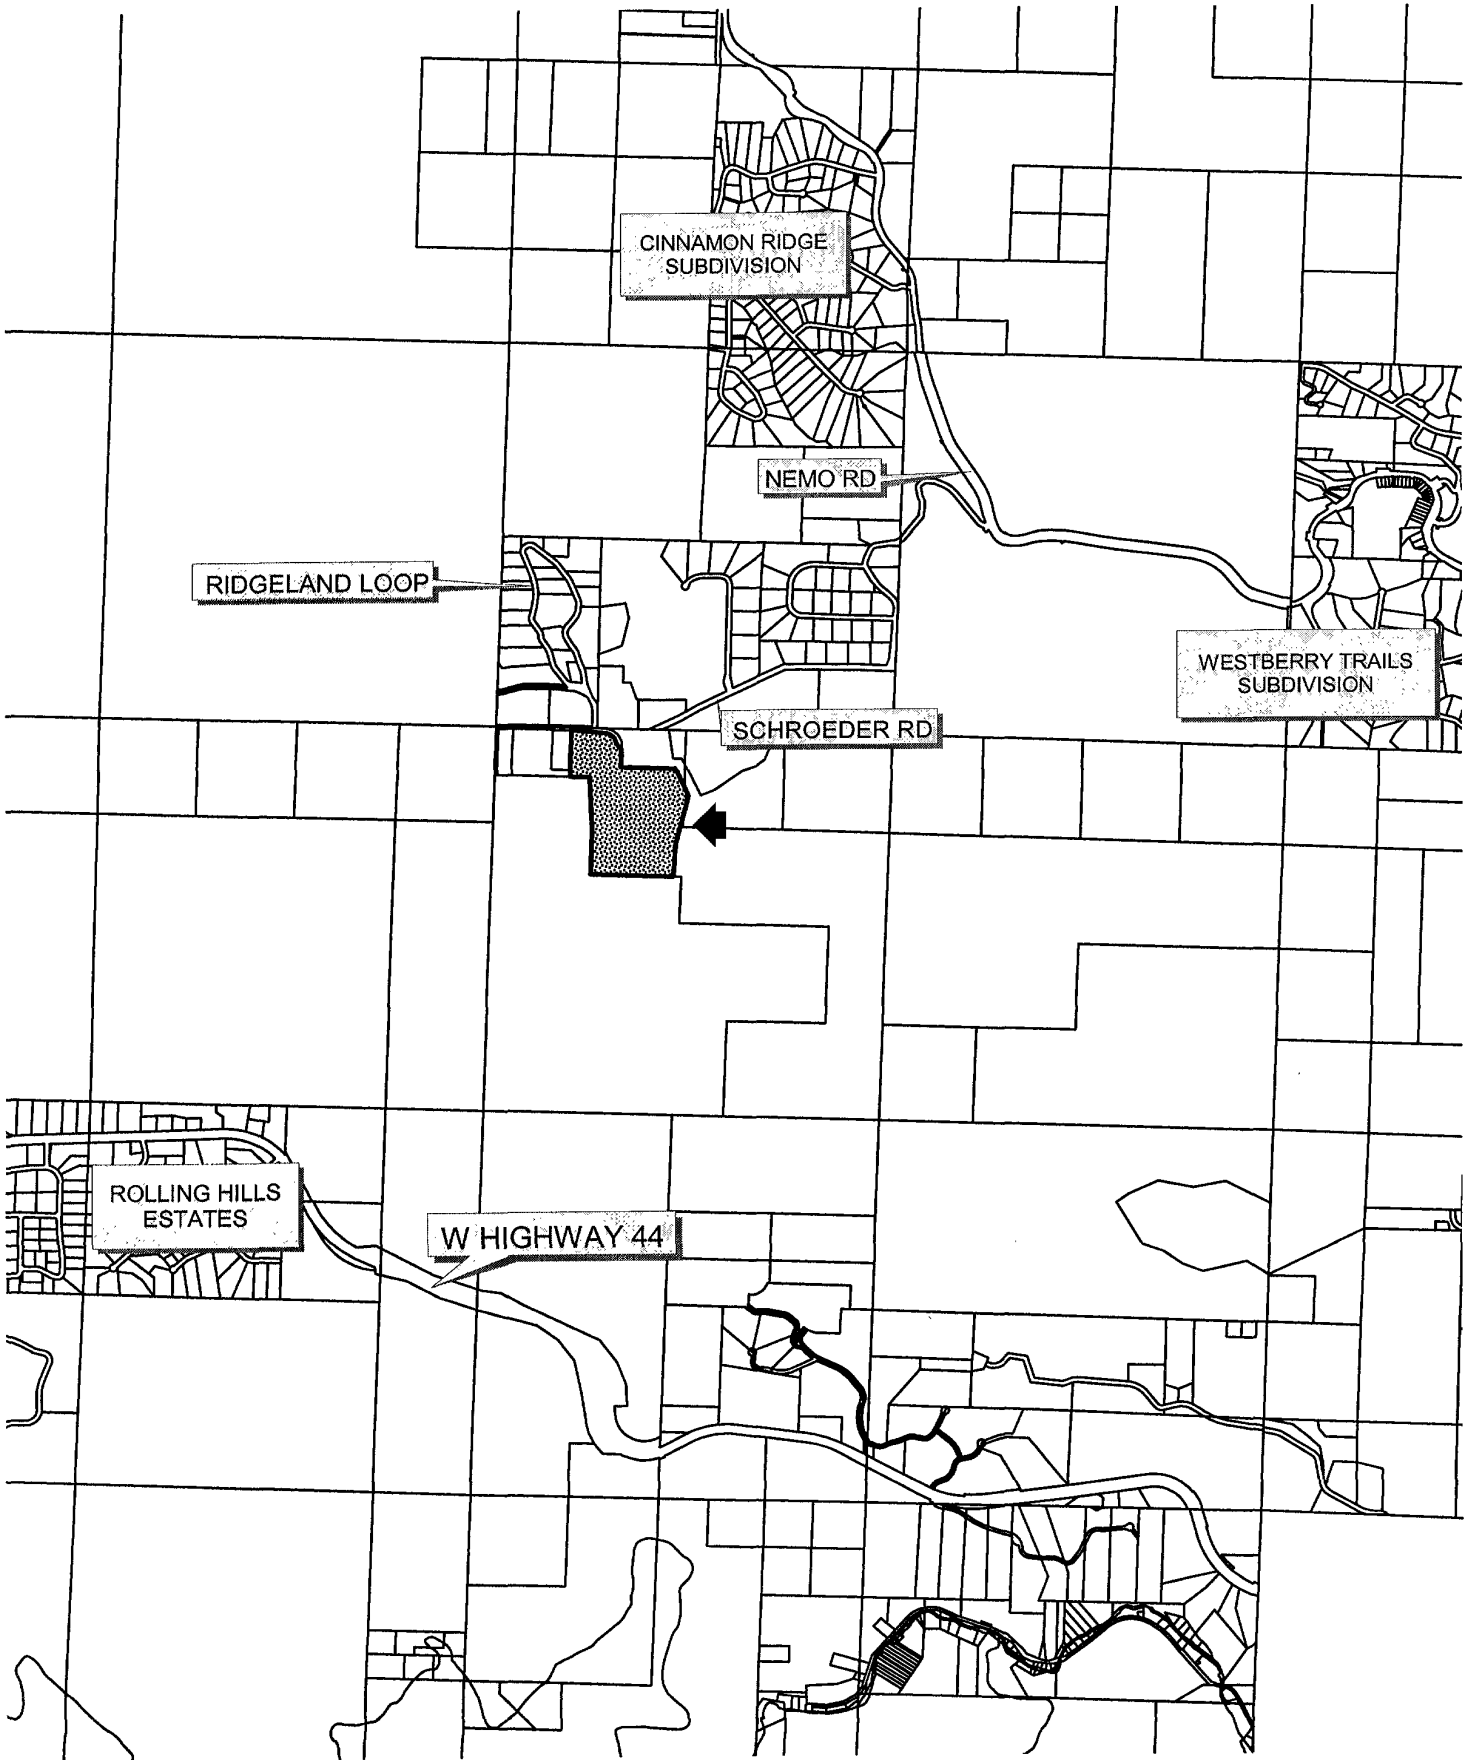 CINNAMON RIDGE
SUBDIVISION
NEMO RD
RIDGELAND LOOP
WESTBERRY TRAILS
SUBDIVISION
SCHROEDER RD
ROLLING HILLS
ESTATES
W HIGHWAY 44